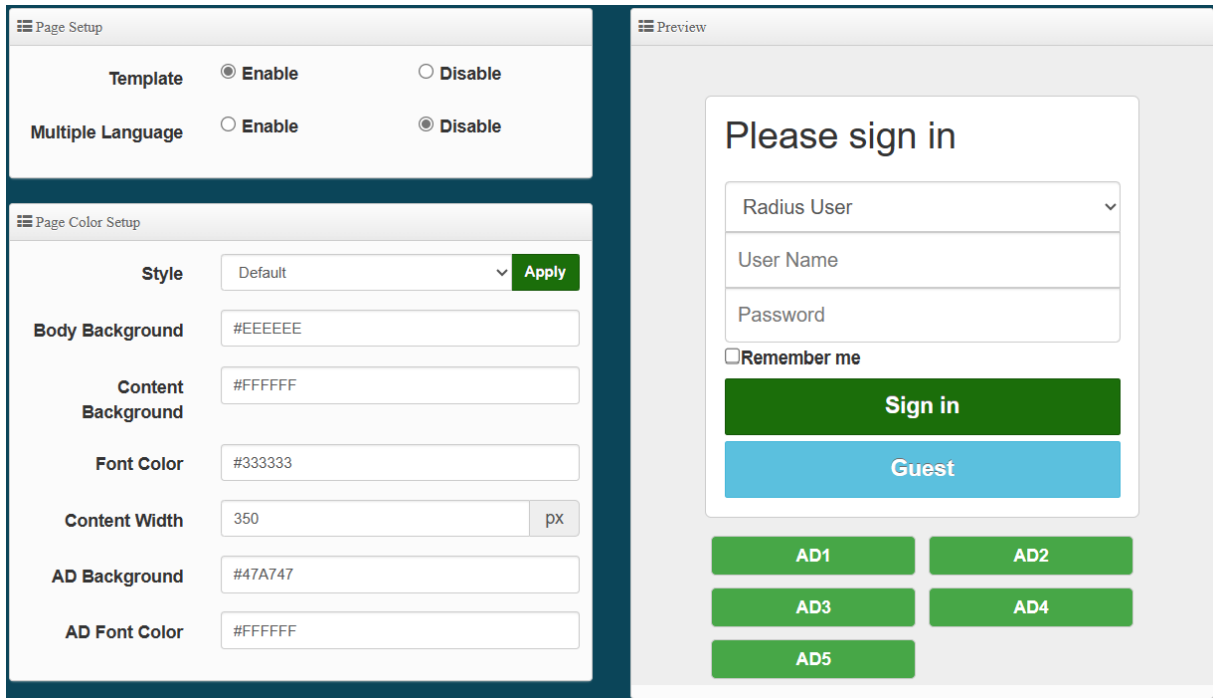 Page Setup
Template Enable Disable
Multiple Language Enable Disable
Page Color Setup
Style Default Apply
Body Background #EEEEEE
Content
Background #FFFFFF
Font Color #333333
Content Width 350 px
AD Background #47A747
AD Font Color #FFFFFF
Preview
Please sign in
Radius User
User Name
Password
Remember me
Sign in
Guest
AD1 AD2
AD3 AD4
AD5